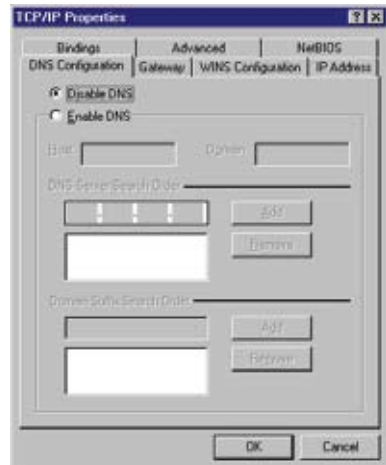 TCP/IP Properties
Bindings Advanced NetBIOS
DNS Configuration Gateway WINS Configuration IP Address
Disable DNS
Enable DNS
Host: Domain:
DNS Server Search Order
Add
Remove
Domain Suffix Search Order
Add
Remove
OK Cancel